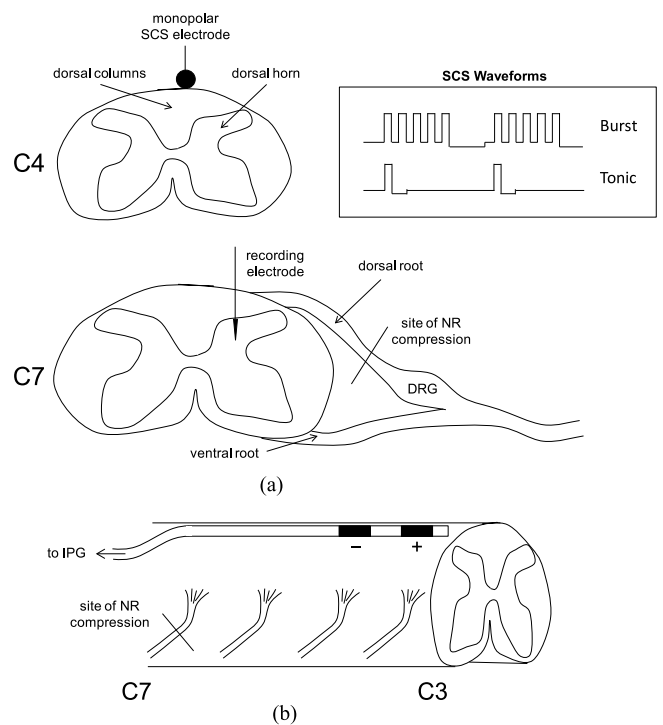 monopolar
SCS electrode
dorsal columns
dorsal horn
C4
SCS Waveforms
Burst
Tonic
recording
electrode
dorsal root
site of NR
compression
C7
DRG
ventral root
(a)
to IPG
−
+
site of NR
compression
C7
C3
(b)